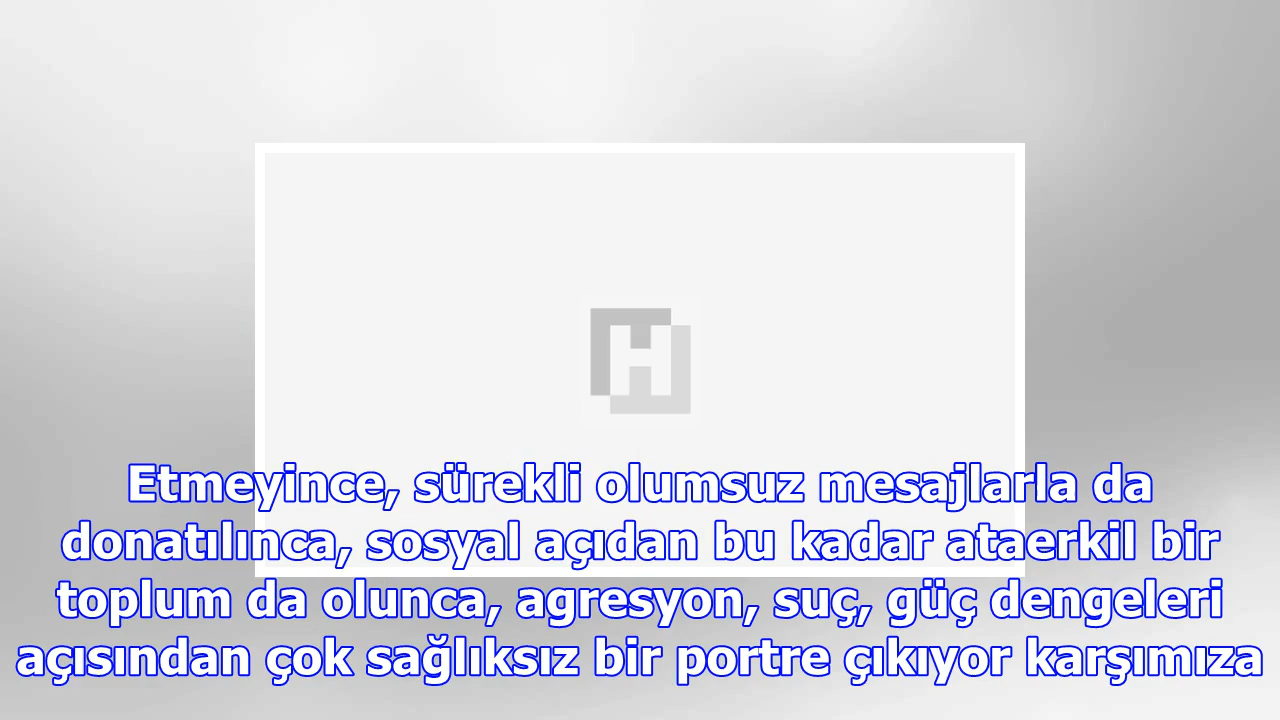 H
Etmeyince, sürekli olumsuz mesajlarla da
donatılınca, sosyal açıdan bu kadar ataerkil bir
toplum da olunca, agresyon, suç, güç dengeleri
açısından çok sağlıksız bir portre çıkıyor karşımıza